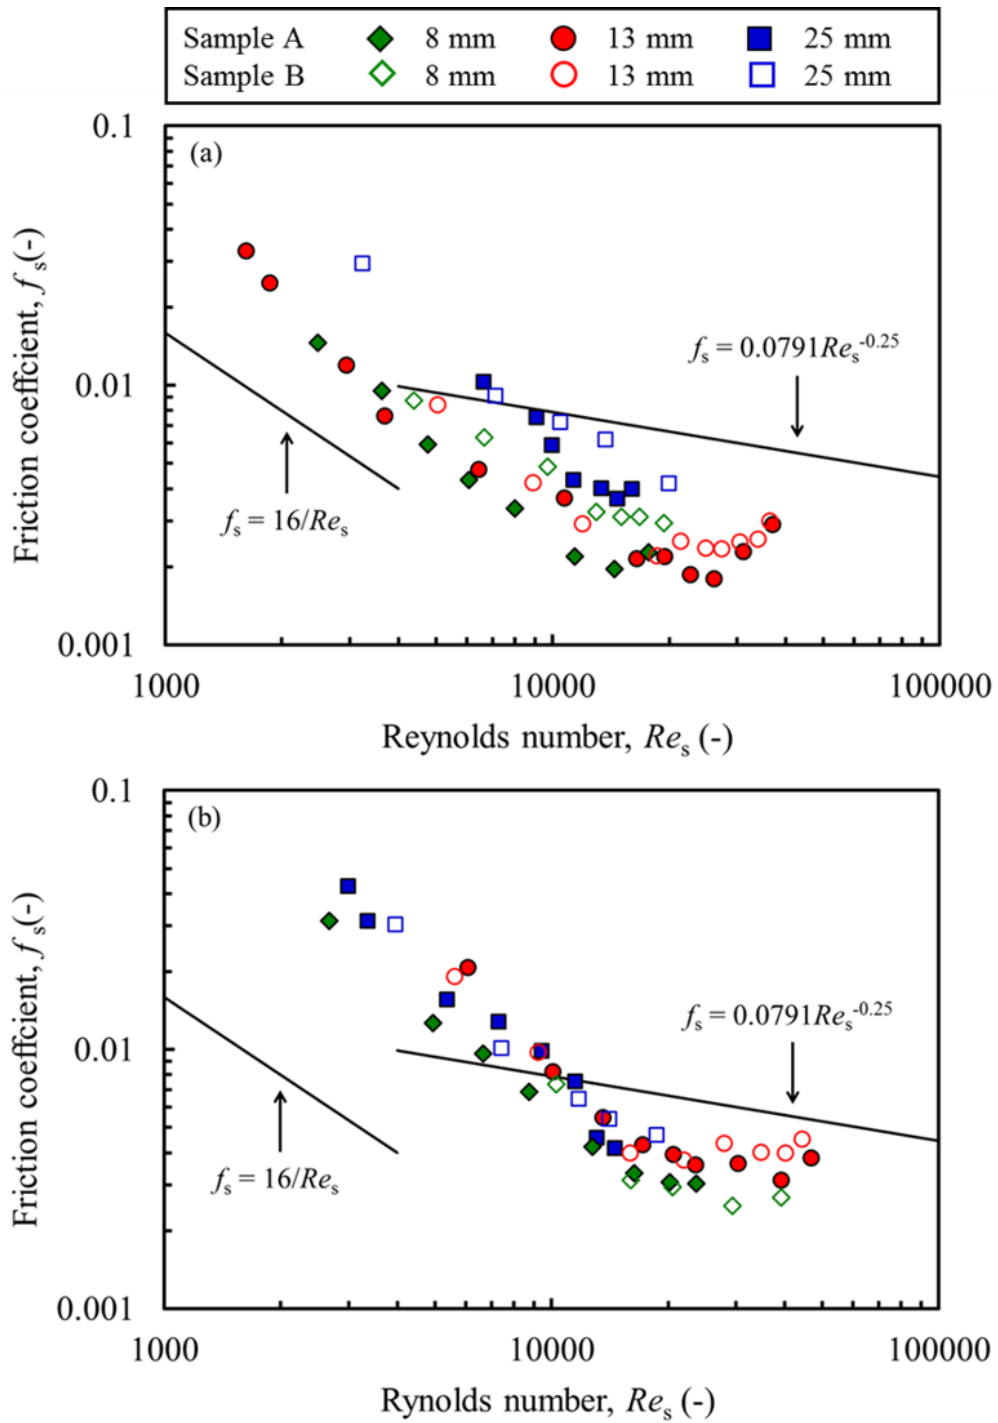 Sample A 8 mm 13 mm 25 mm
Sample B 8 mm 13 mm 25 mm
(a)
0.1
0.01
0.001
Friction coeffcient, fs(-)
fs = 0.0791Res^-0.25
fs = 16/Res
1000 10000 100000
Reynolds number, Res (-)
(b)
0.1
0.01
0.001
Friction coeffcient, fs(-)
fs = 0.0791Res^-0.25
fs = 16/Res
1000 10000 100000
Rynolds number, Res (-)